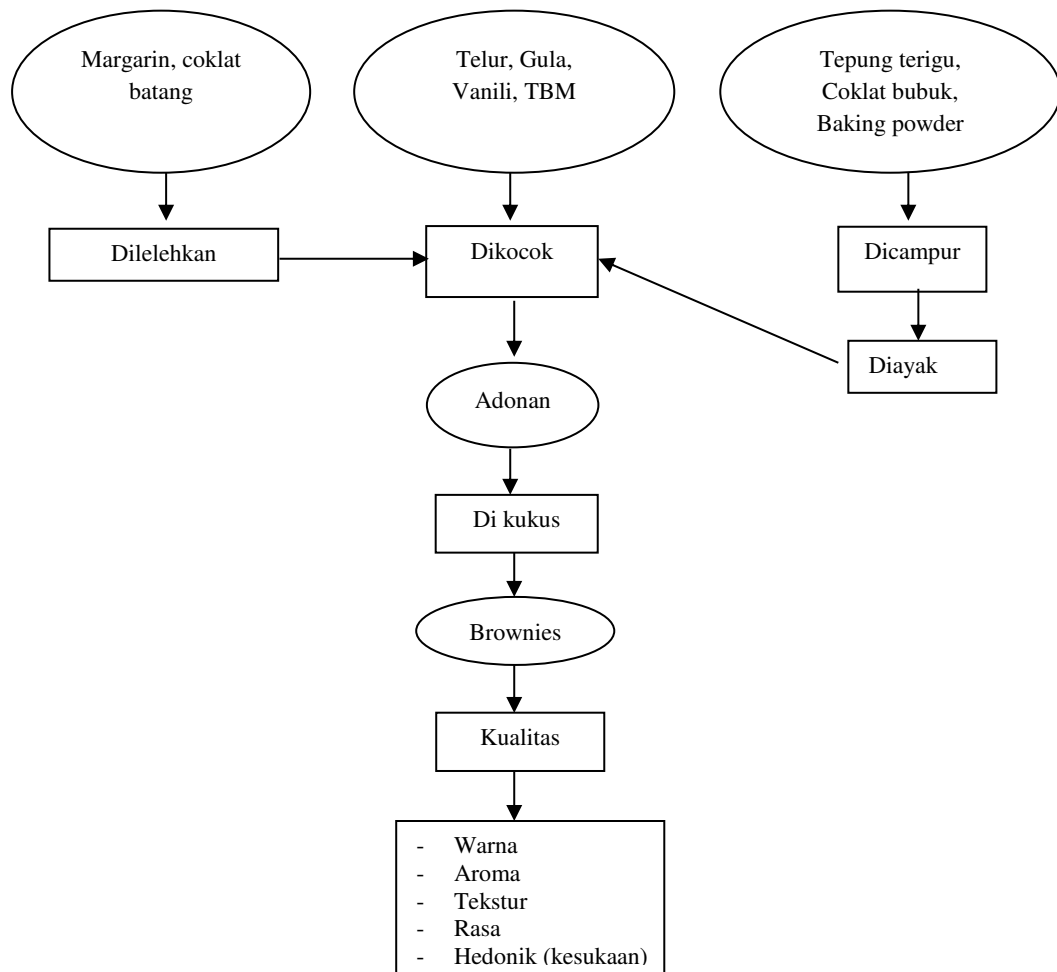 Margarin, coklat
batang
Telur, Gula,
Vanili, TBM
Tepung terigu,
Coklat bubuk,
Baking powder
Dilelehkan
Dikocok
Dicampur
Diayak
Adonan
Di kukus
Brownies
Kualitas
- Warna
- Aroma
- Tekstur
- Rasa
- Hedonik (kesukaan)